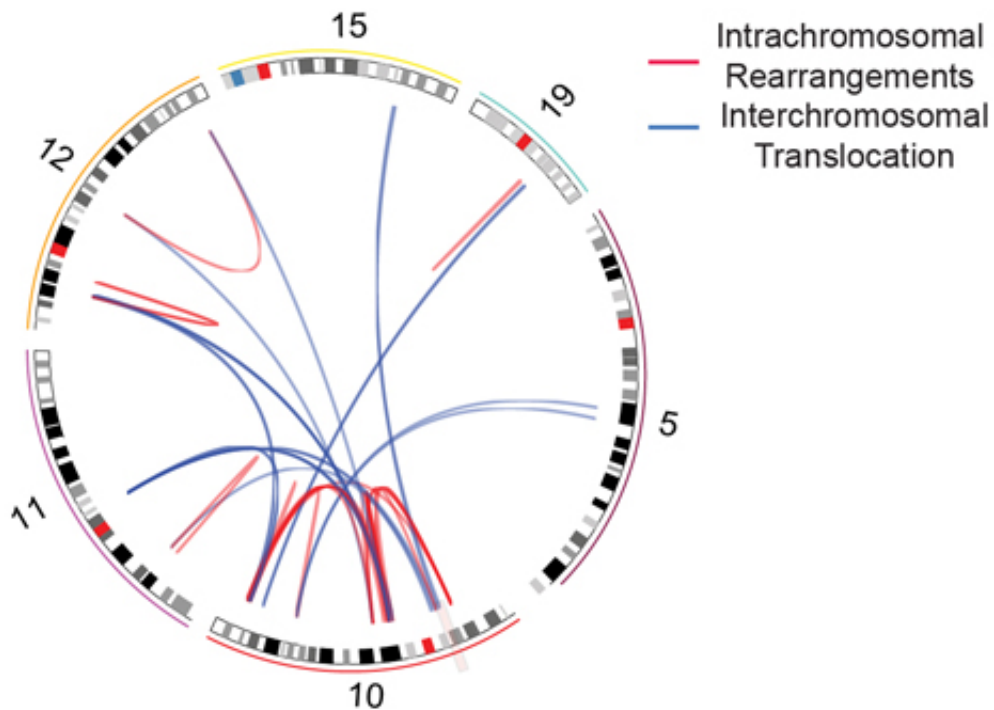 15
19
12
5
11
10
Intrachromosomal
Rearrangements
Interchromosomal
Translocation